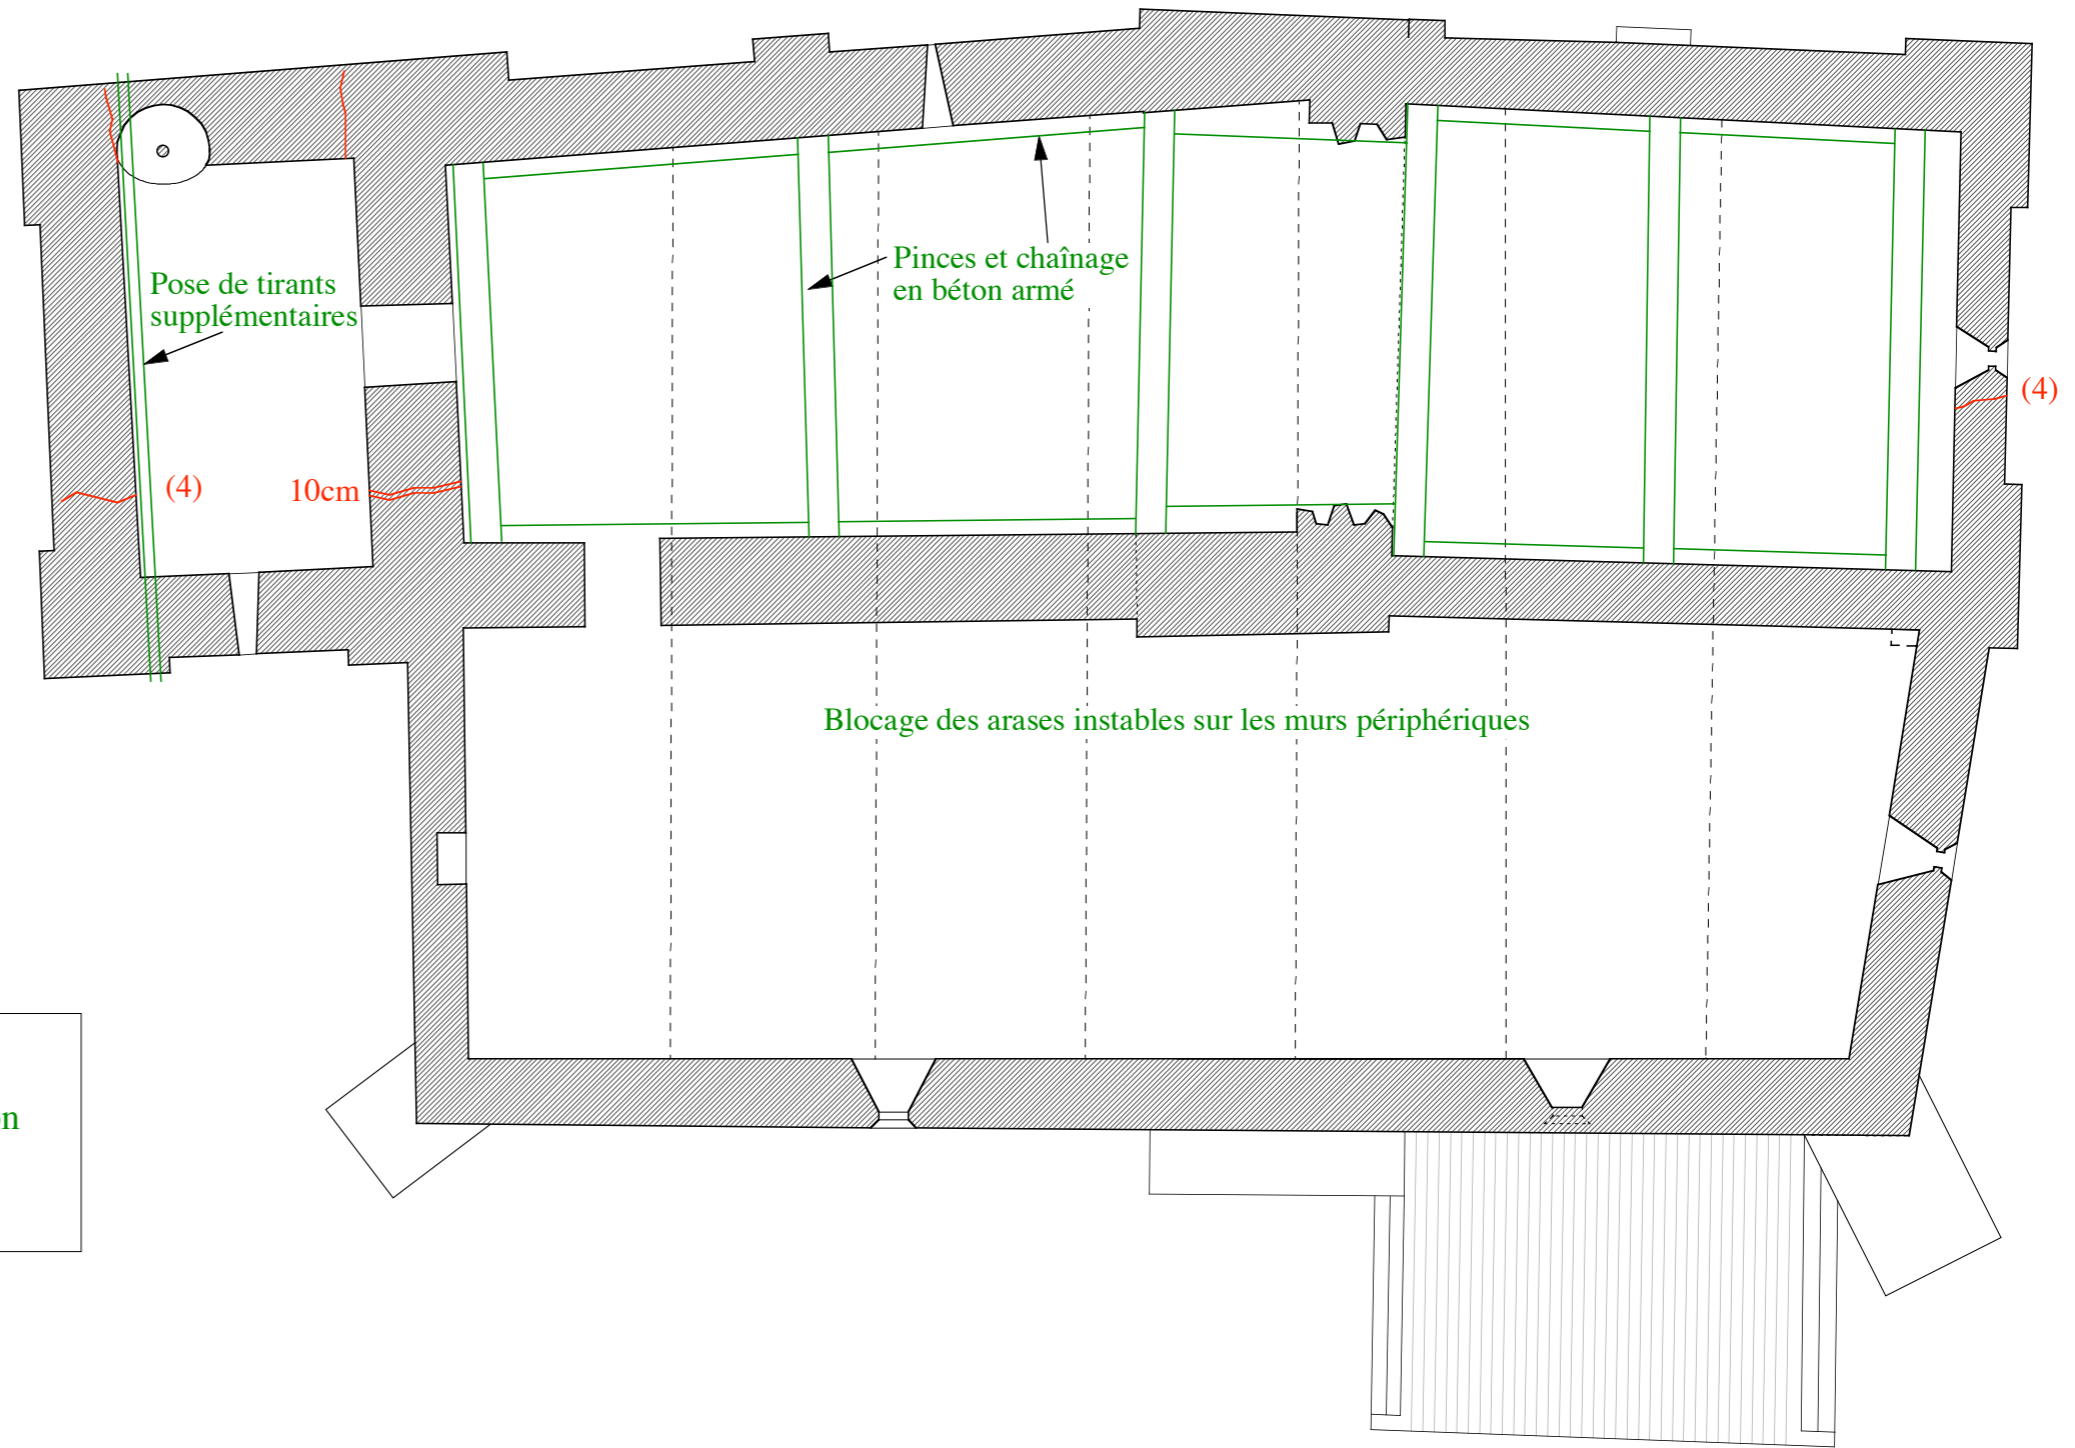 Pose de tirants
supplémentaires
Pinces et chaînage
en béton armé
(4)
(4)
10cm
Blocage des arases instables sur les murs périphériques
n